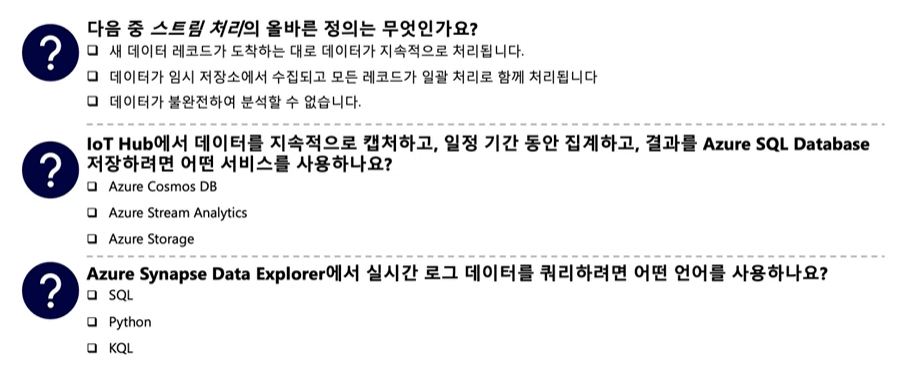 다음 중 스트림 처리의 올바른 정의는 무엇인가요?
❑ 새 데이터 레코드가 도착하는 대로 데이터가 지속적으로 처리됩니다.
❑ 데이터가 임시 저장소에서 수집되고 모든 레코드가 일괄 처리로 함께 처리됩니다
❑ 데이터가 불완전하여 분석할 수 없습니다.
IoT Hub에서 데이터를 지속적으로 캡처하고, 일정 기간 동안 집계하고, 결과를 Azure SQL Database
저장하려면 어떤 서비스를 사용하나요?
❑ Azure Cosmos DB
❑ Azure Stream Analytics
❑ Azure Storage
Azure Synapse Data Explorer에서 실시간 로그 데이터를 쿼리하려면 어떤 언어를 사용하나요?
❑ SQL
❑ Python
❑ KQL